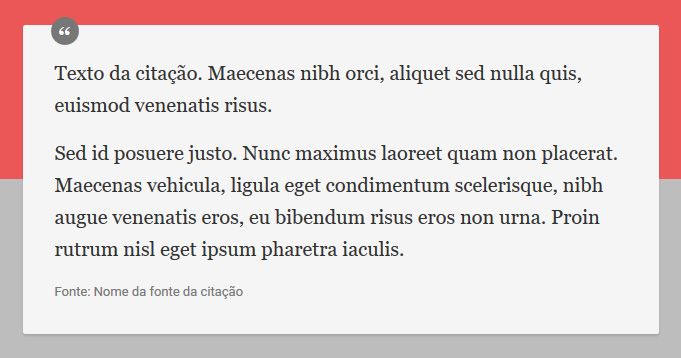 “
Texto da citação. Maecenas nibh orci, aliquet sed nulla quis,
euismod venenatis risus.
Sed id posuere justo. Nunc maximus laoreet quam non placerat.
Maecenas vehicula, ligula eget condimentum scelerisque, nibh
augue venenatis eros, eu bibendum risus eros non urna. Proin
rutrum nisl eget ipsum pharetra iaculis.
Fonte: Nome da fonte da citação